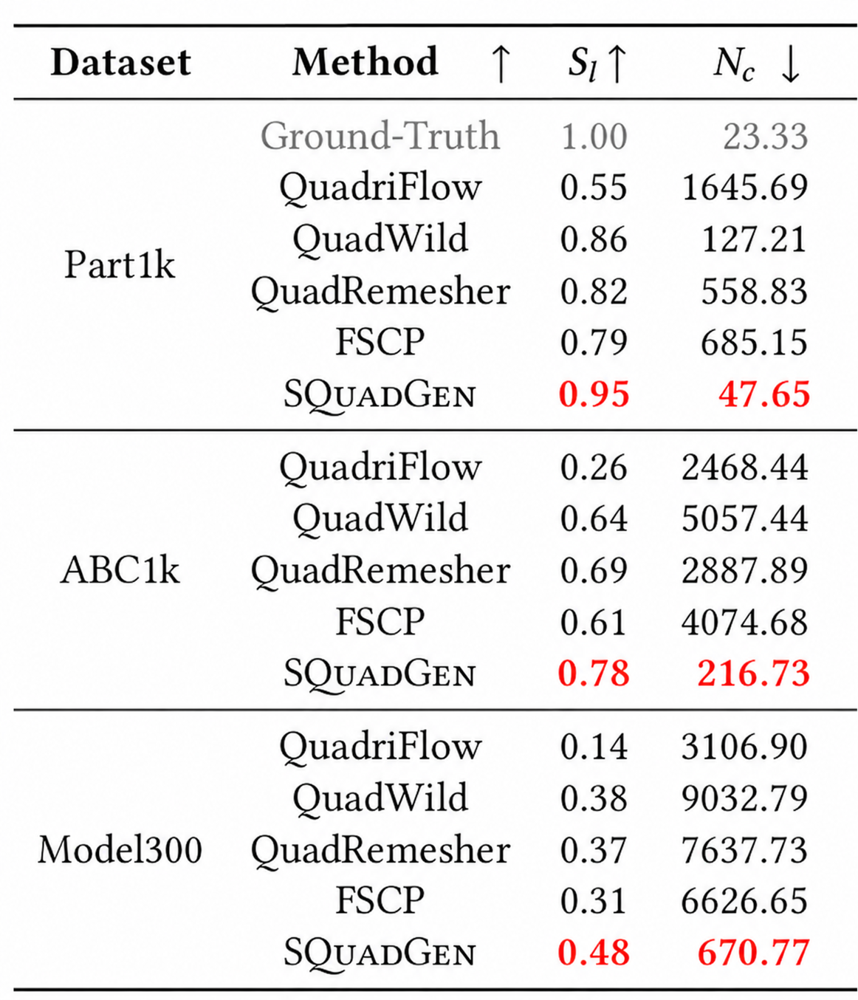 Dataset Method ↑ Sₗ ↑ N꜀ ↓
Ground-Truth 1.00 23.33
QuadriFlow 0.55 1645.69
QuadWild 0.86 127.21
Part1k
QuadRemesher 0.82 558.83
FSCP 0.79 685.15
SQUADGEN 0.95 47.65
QuadriFlow 0.26 2468.44
QuadWild 0.64 5057.44
ABC1k QuadRemesher 0.69 2887.89
FSCP 0.61 4074.68
SQUADGEN 0.78 216.73
QuadriFlow 0.14 3106.90
QuadWild 0.38 9032.79
Model300 QuadRemesher 0.37 7637.73
FSCP 0.31 6626.65
SQUADGEN 0.48 670.77